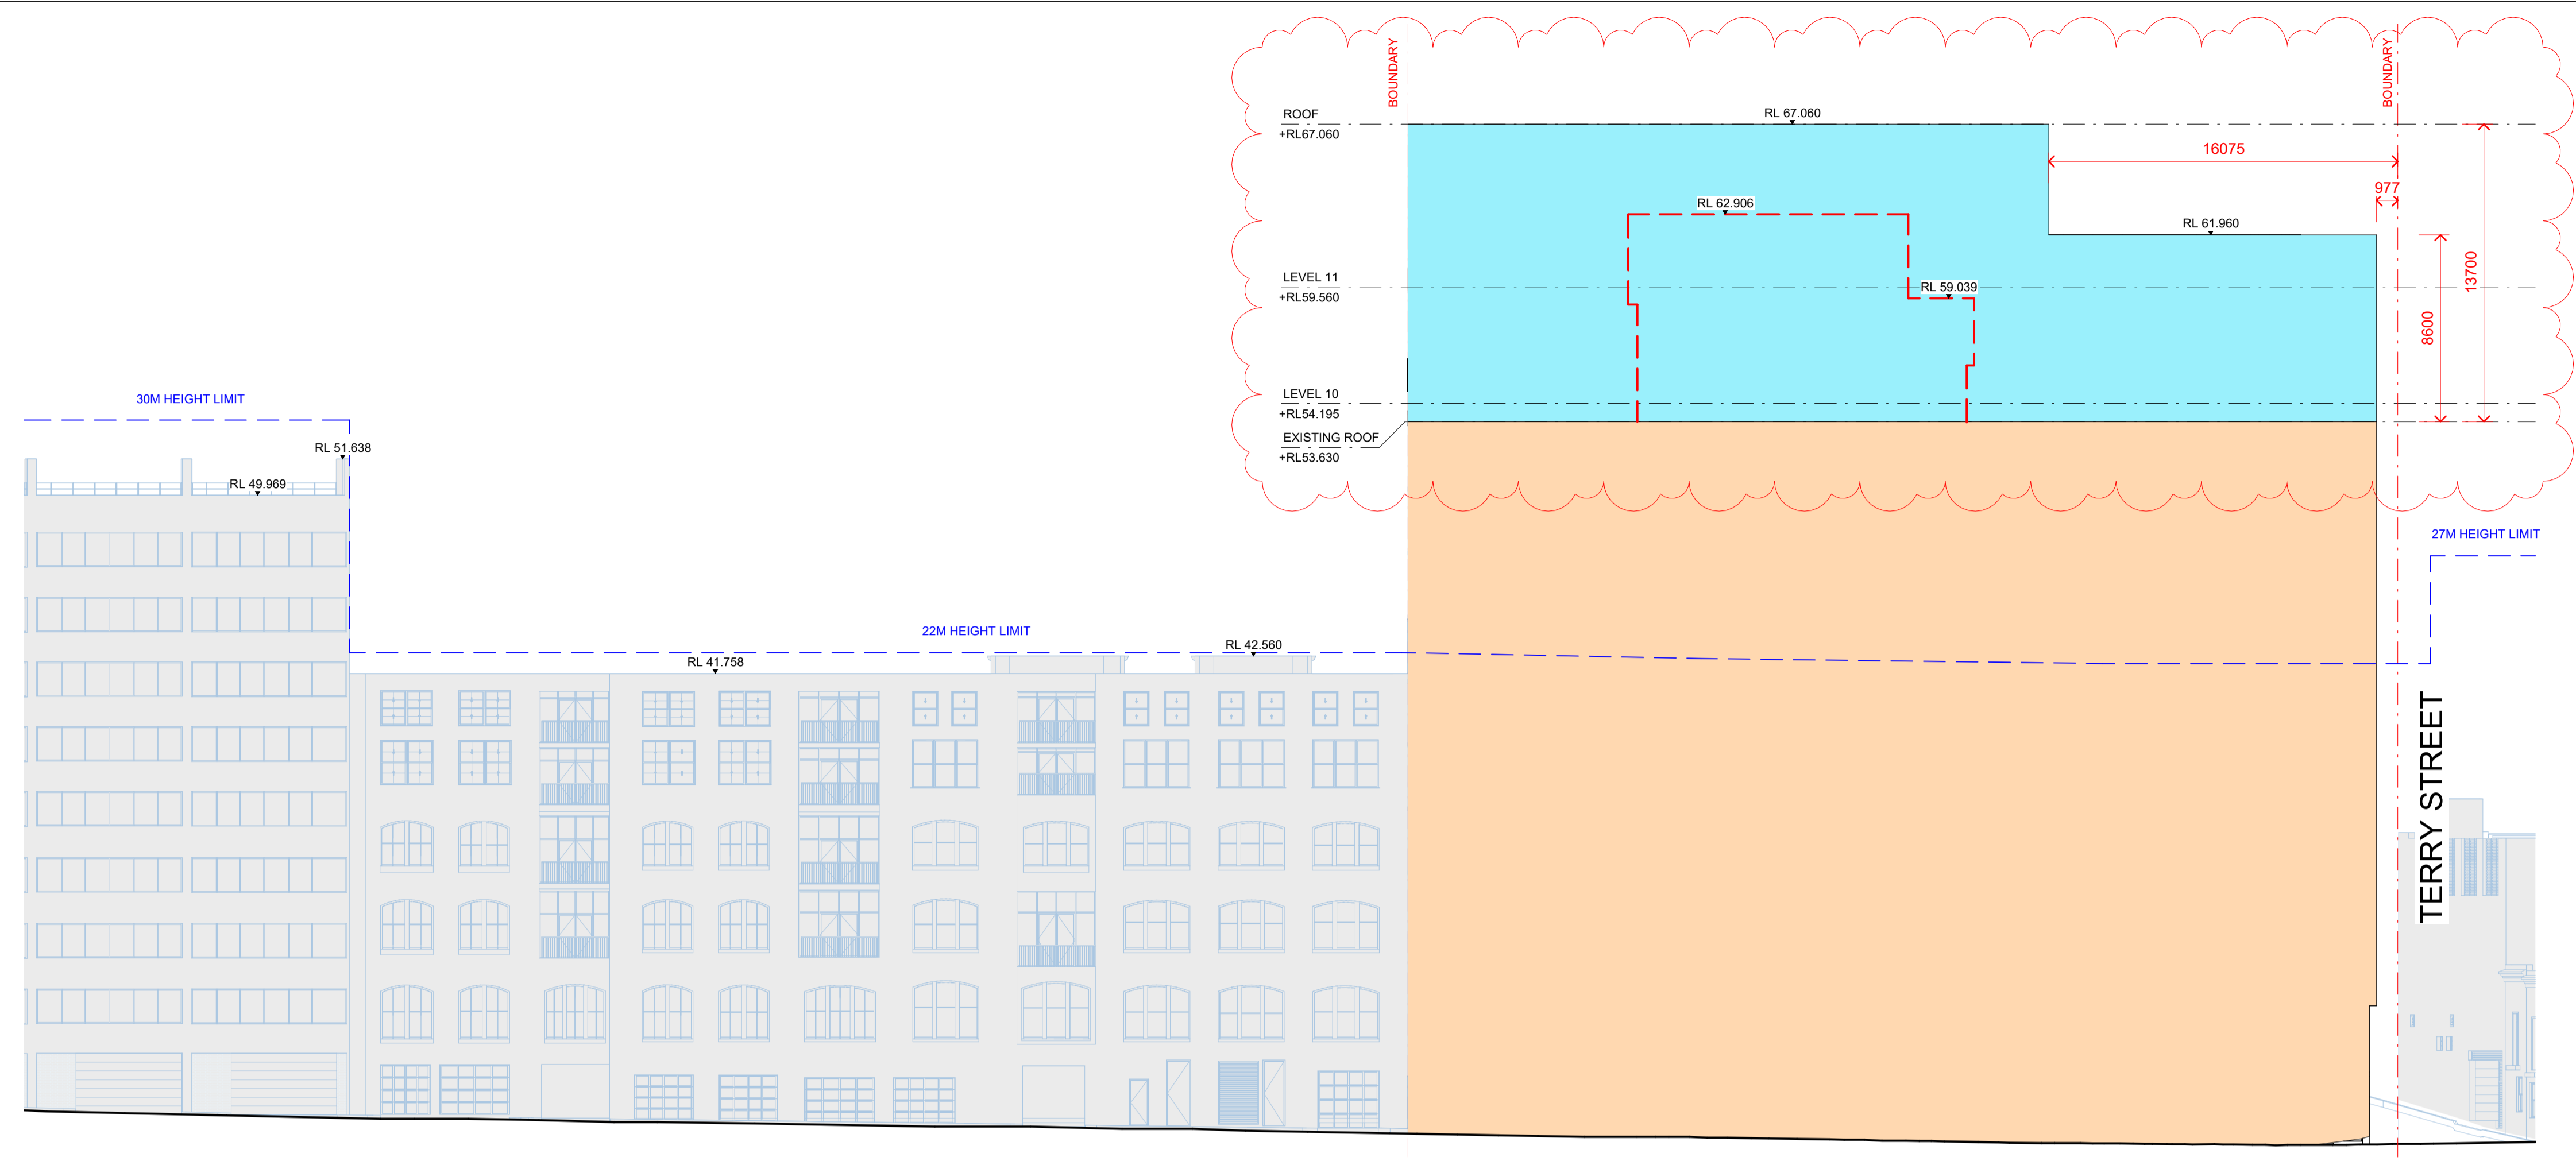 BOUNDARY
BOUNDARY
ROOF
+RL67.060
RL 67.060
16075
977
RL 62.906
RL 61.960
LEVEL 11
+RL59.560
RL 59.039
13700
8600
LEVEL 10
+RL54.195
EXISTING ROOF
+RL53.630
30M HEIGHT LIMIT
RL 51.638
RL 49.969
27M HEIGHT LIMIT
22M HEIGHT LIMIT
RL 42.560
RL 41.758
TERRY STREET